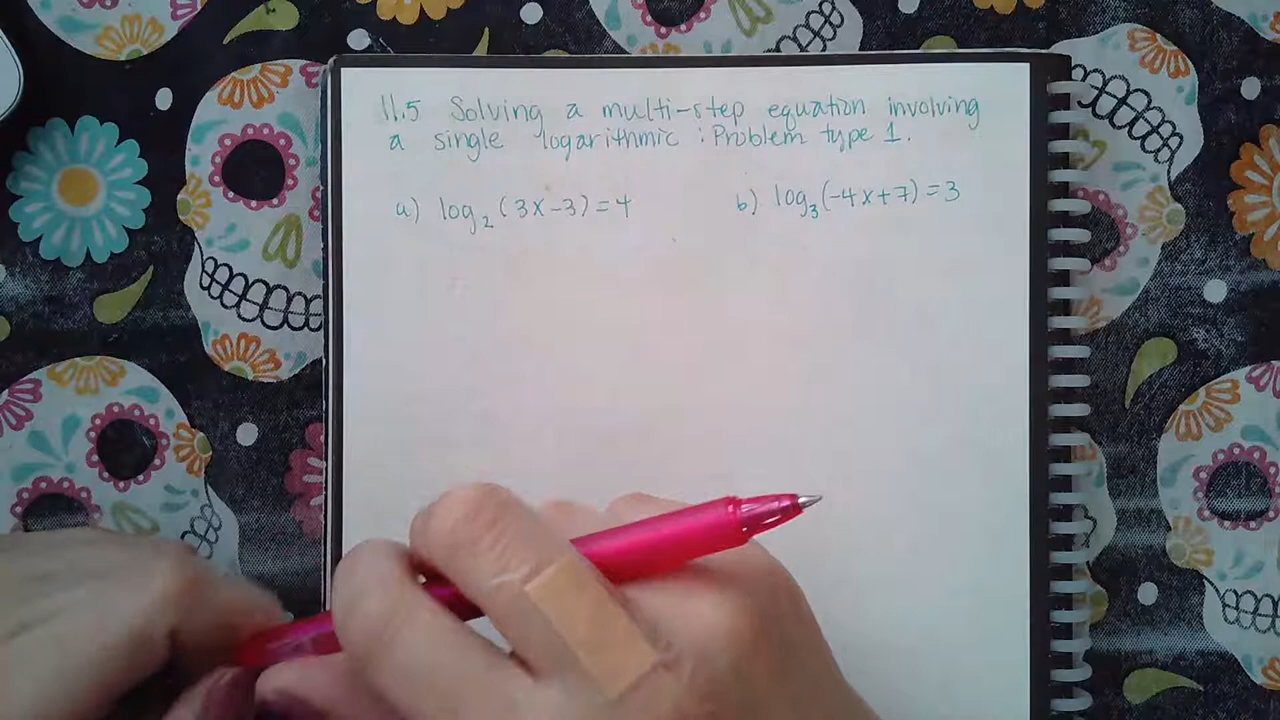 11.5 Solving a multi-step equation involving
a single logarithmic : Problem type 1.
a) log₂(3x-3)=4
b) log₃(-4x+7)=3